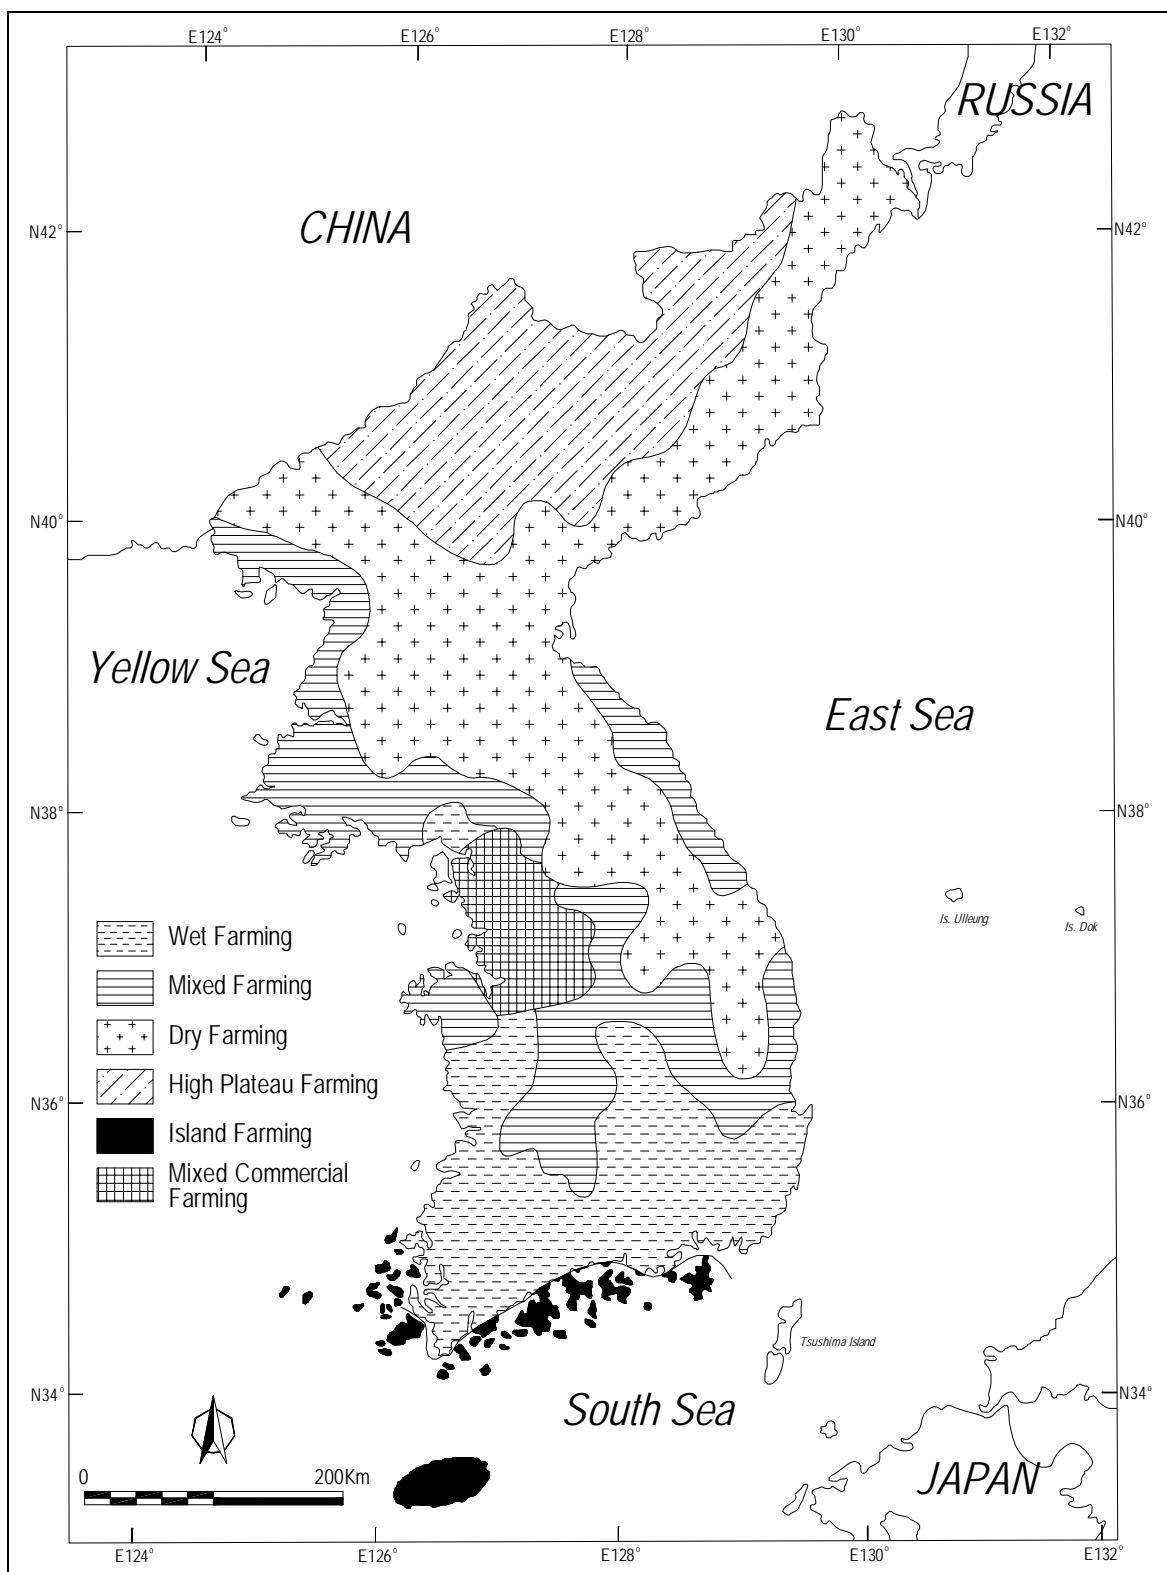 E124° E126° E128° E130° E132°
RUSSIA
CHINA
N42° N42°
N40° N40°
Yellow Sea
East Sea
N38° N38°
Is. Ulleung Is. Dok
Wet Farming
Mixed Farming
Dry Farming
High Plateau Farming
N36° N36°
Island Farming
Mixed Commercial
Farming
Tsushima Island
N34° N34°
South Sea
0 200Km
JAPAN
E124° E126° E128° E130° E132°